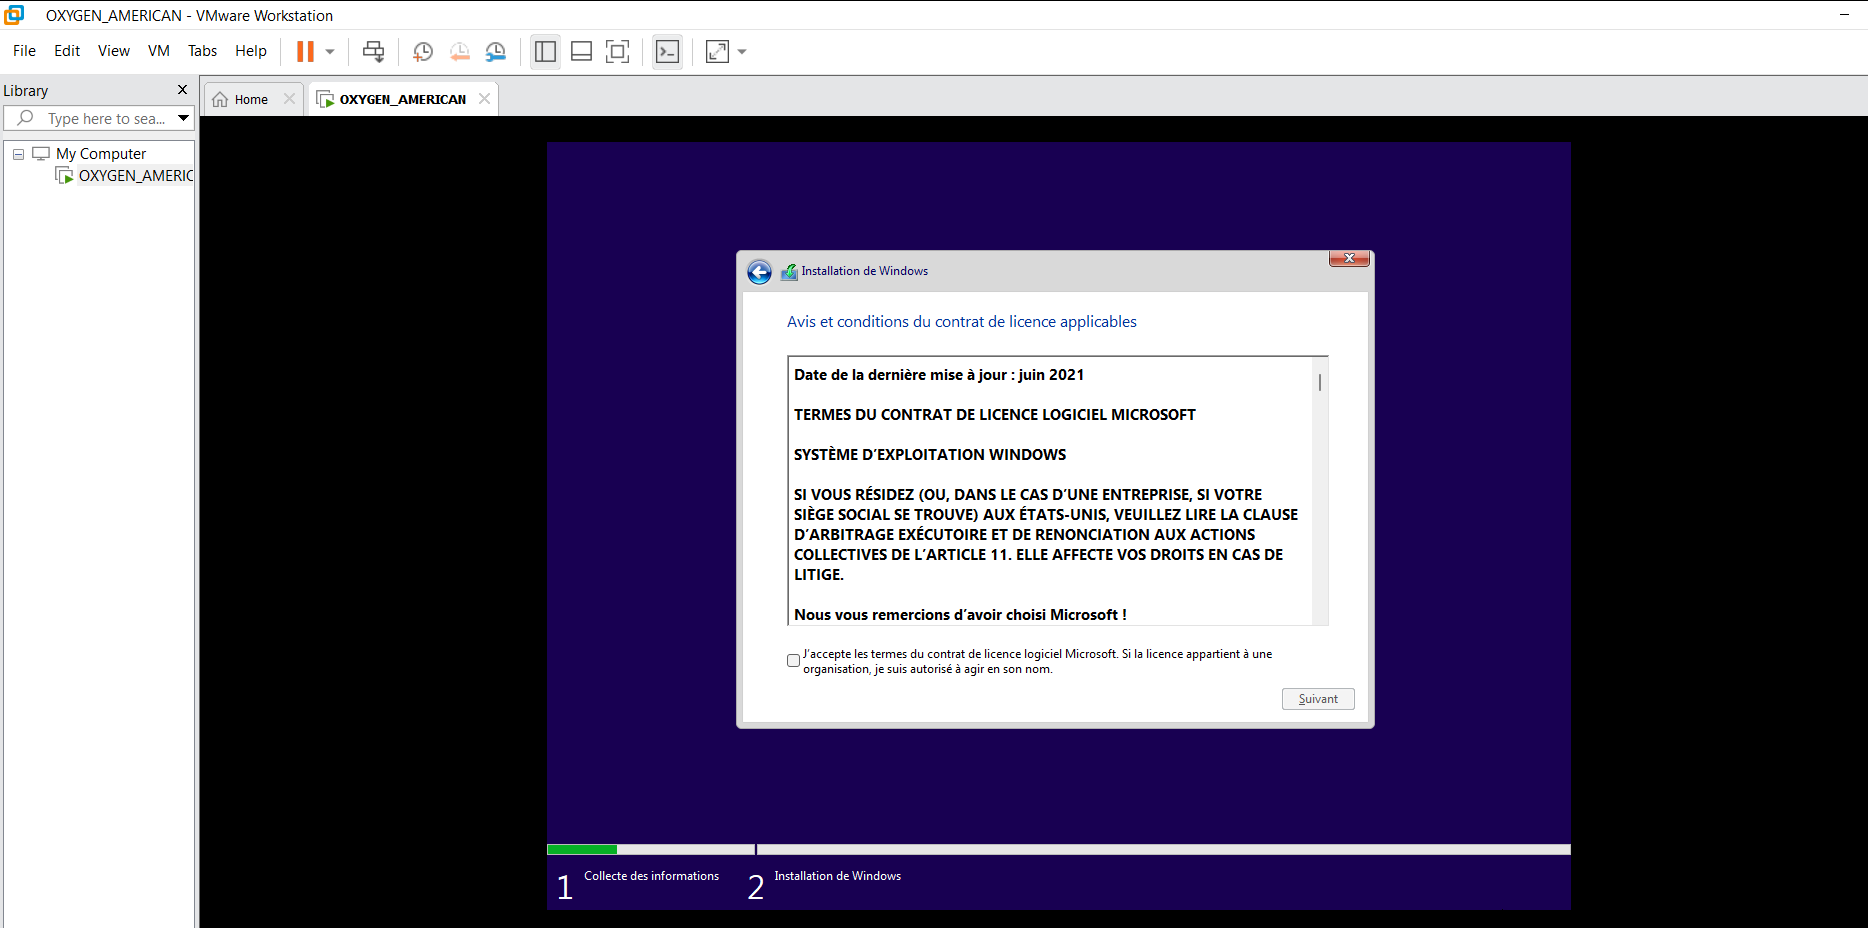 OXYGEN_AMERICAN - VMware Workstation
File Edit View VM Tabs Help
Library
Home
OXYGEN_AMERICAN
Type here to sea...
My Computer
OXYGEN_AMERIC
Installation de Windows
Avis et conditions du contrat de licence applicables
Date de la dernière mise à jour : juin 2021
TERMES DU CONTRAT DE LICENCE LOGICIEL MICROSOFT
SYSTÈME D’EXPLOITATION WINDOWS
SI VOUS RÉSIDEZ (OU, DANS LE CAS D’UNE ENTREPRISE, SI VOTRE
SIÈGE SOCIAL SE TROUVE) AUX ÉTATS-UNIS, VEUILLEZ LIRE LA CLAUSE
D’ARBITRAGE EXÉCUTOIRE ET DE RENONCIATION AUX ACTIONS
COLLECTIVES DE L’ARTICLE 11. ELLE AFFECTE VOS DROITS EN CAS DE
LITIGE.
Nous vous remercions d’avoir choisi Microsoft !
J'accepte les termes du contrat de licence logiciel Microsoft. Si la licence appartient à une
organisation, je suis autorisé à agir en son nom.
Suivant
1 Collecte des informations
2 Installation de Windows